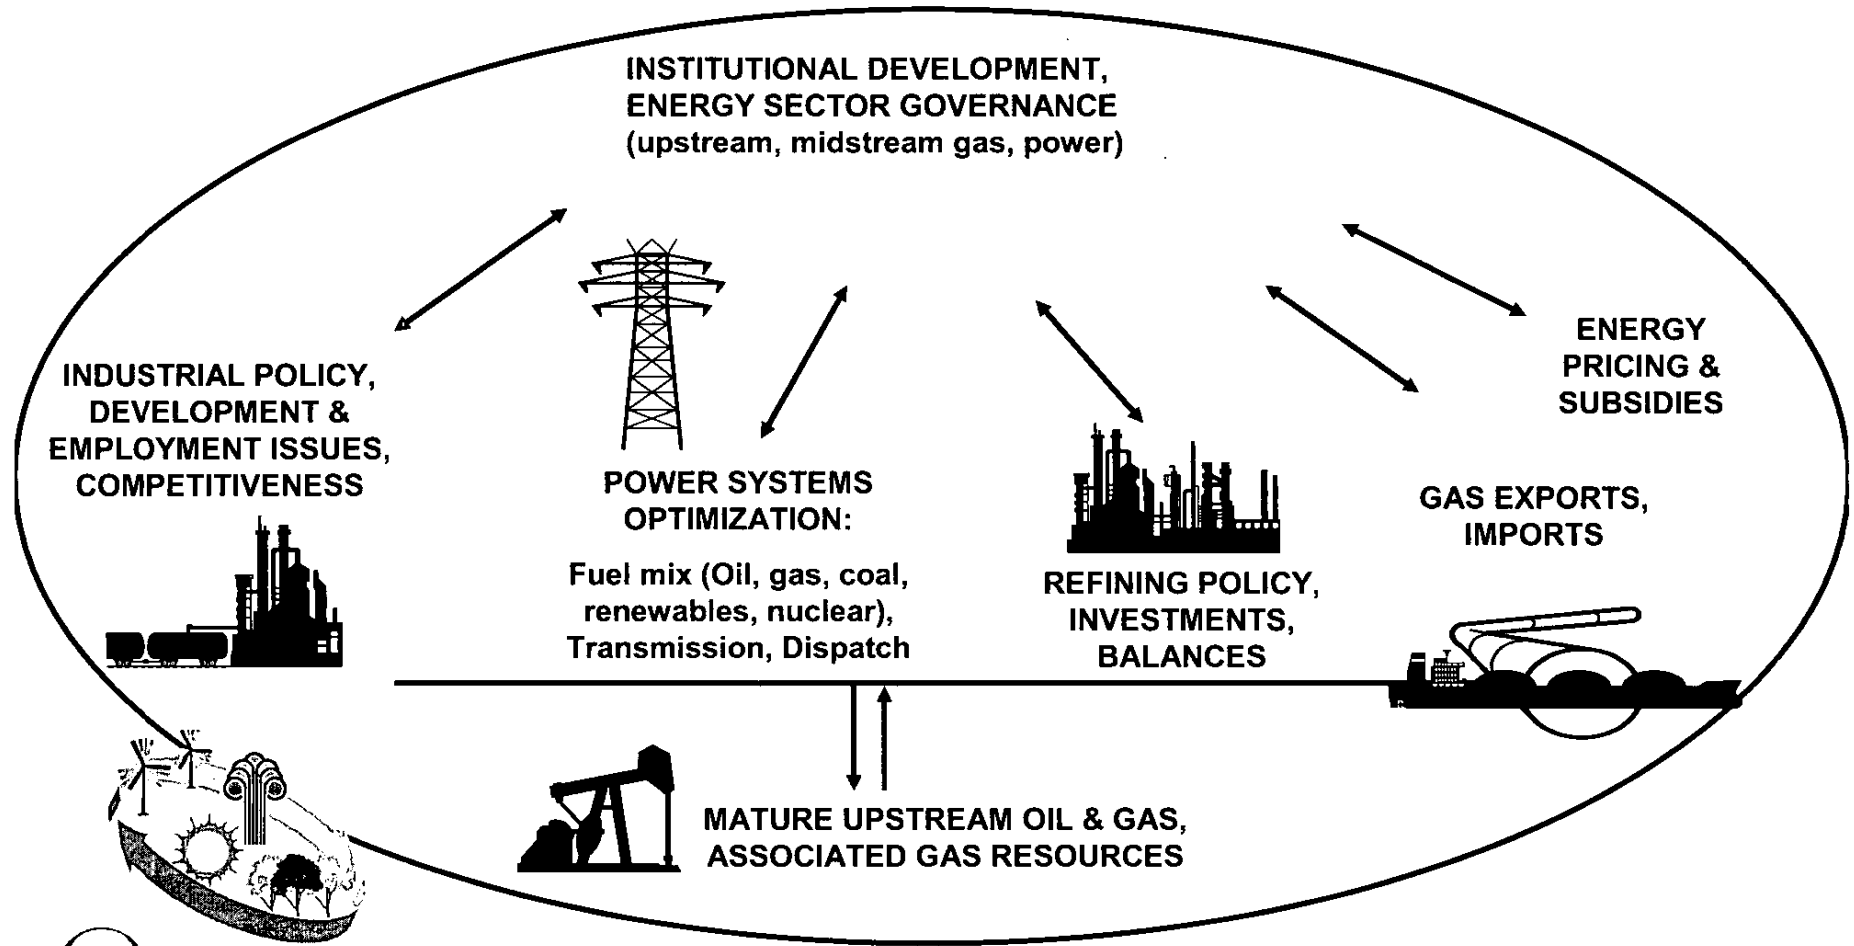 INSTITUTIONAL DEVELOPMENT,
ENERGY SECTOR GOVERNANCE
(upstream, midstream gas, power)
INDUSTRIAL POLICY,
DEVELOPMENT &
EMPLOYMENT ISSUES,
COMPETITIVENESS
POWER SYSTEMS
OPTIMIZATION:
Fuel mix (Oil, gas, coal,
renewables, nuclear),
Transmission, Dispatch
REFINING POLICY,
INVESTMENTS,
BALANCES
GAS EXPORTS,
IMPORTS
ENERGY
PRICING &
SUBSIDIES
MATURE UPSTREAM OIL & GAS,
ASSOCIATED GAS RESOURCES